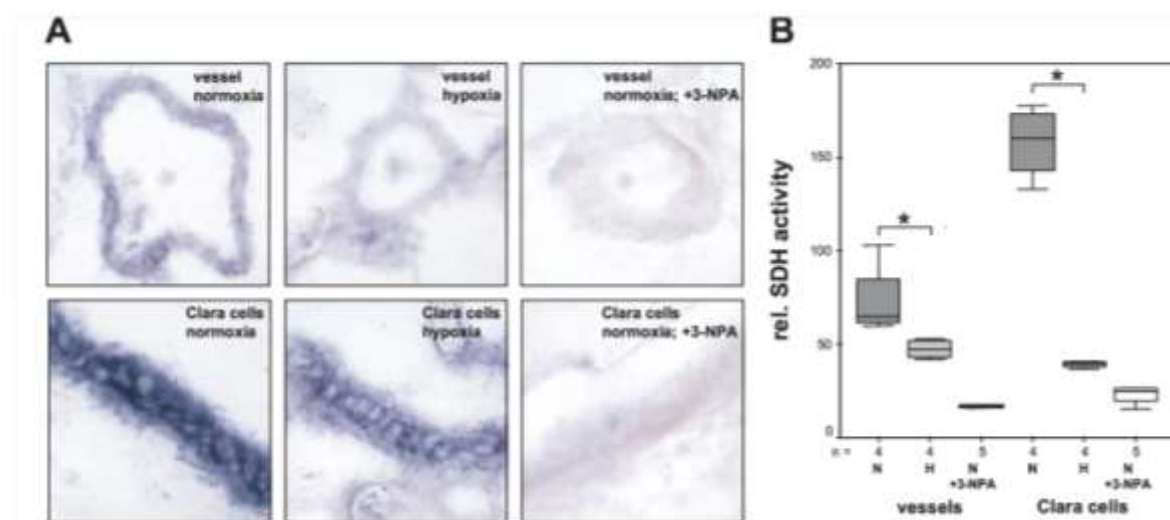 A
vessel
normoxia
vessel
hypoxia
vessel
normoxia; +3-NPA
Clara cells
normoxia
Clara cells
hypoxia
Clara cells
normoxia; +3-NPA
B
rel. SDH activity
200
150
100
50
0
*
*
n =
4 4 5 4 4 5
N H N N H N
+3-NPA +3-NPA
vessels Clara cells